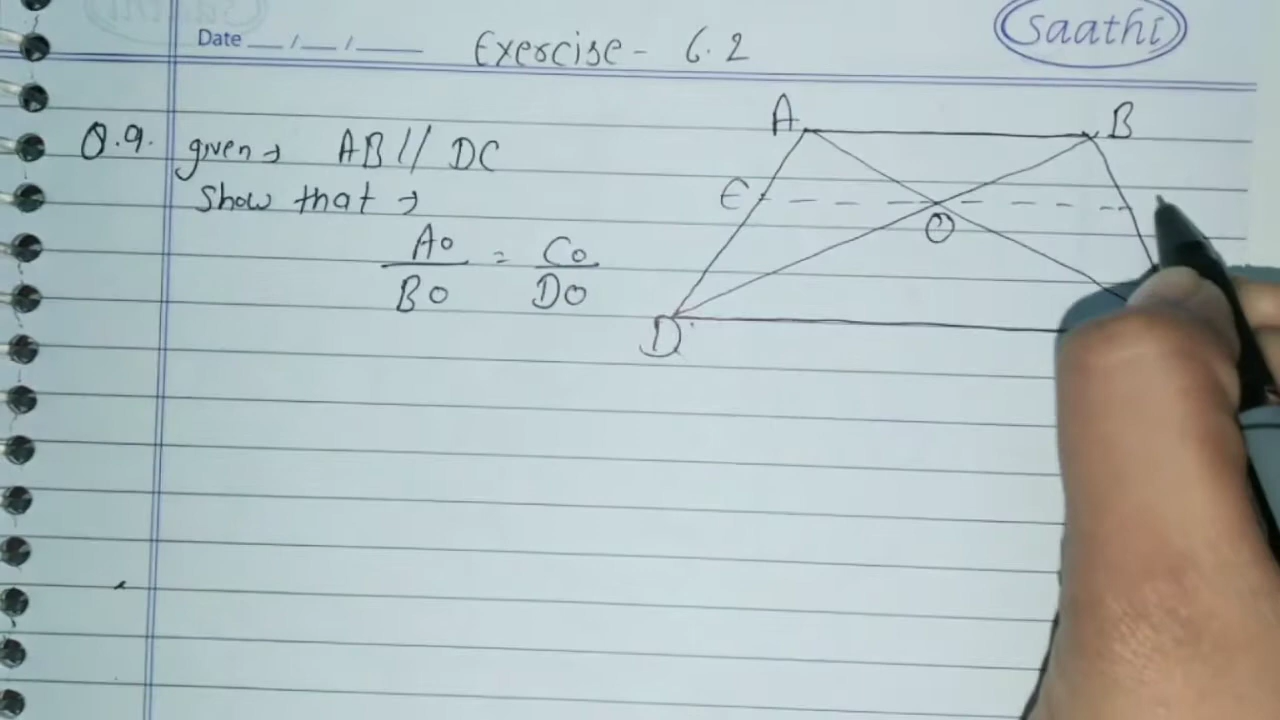 Saathi
Date __/__/____ Exercise - 6.2
Q.9. given → AB // DC
Show that →
AO/BO = CO/DO
A B
E
O
D